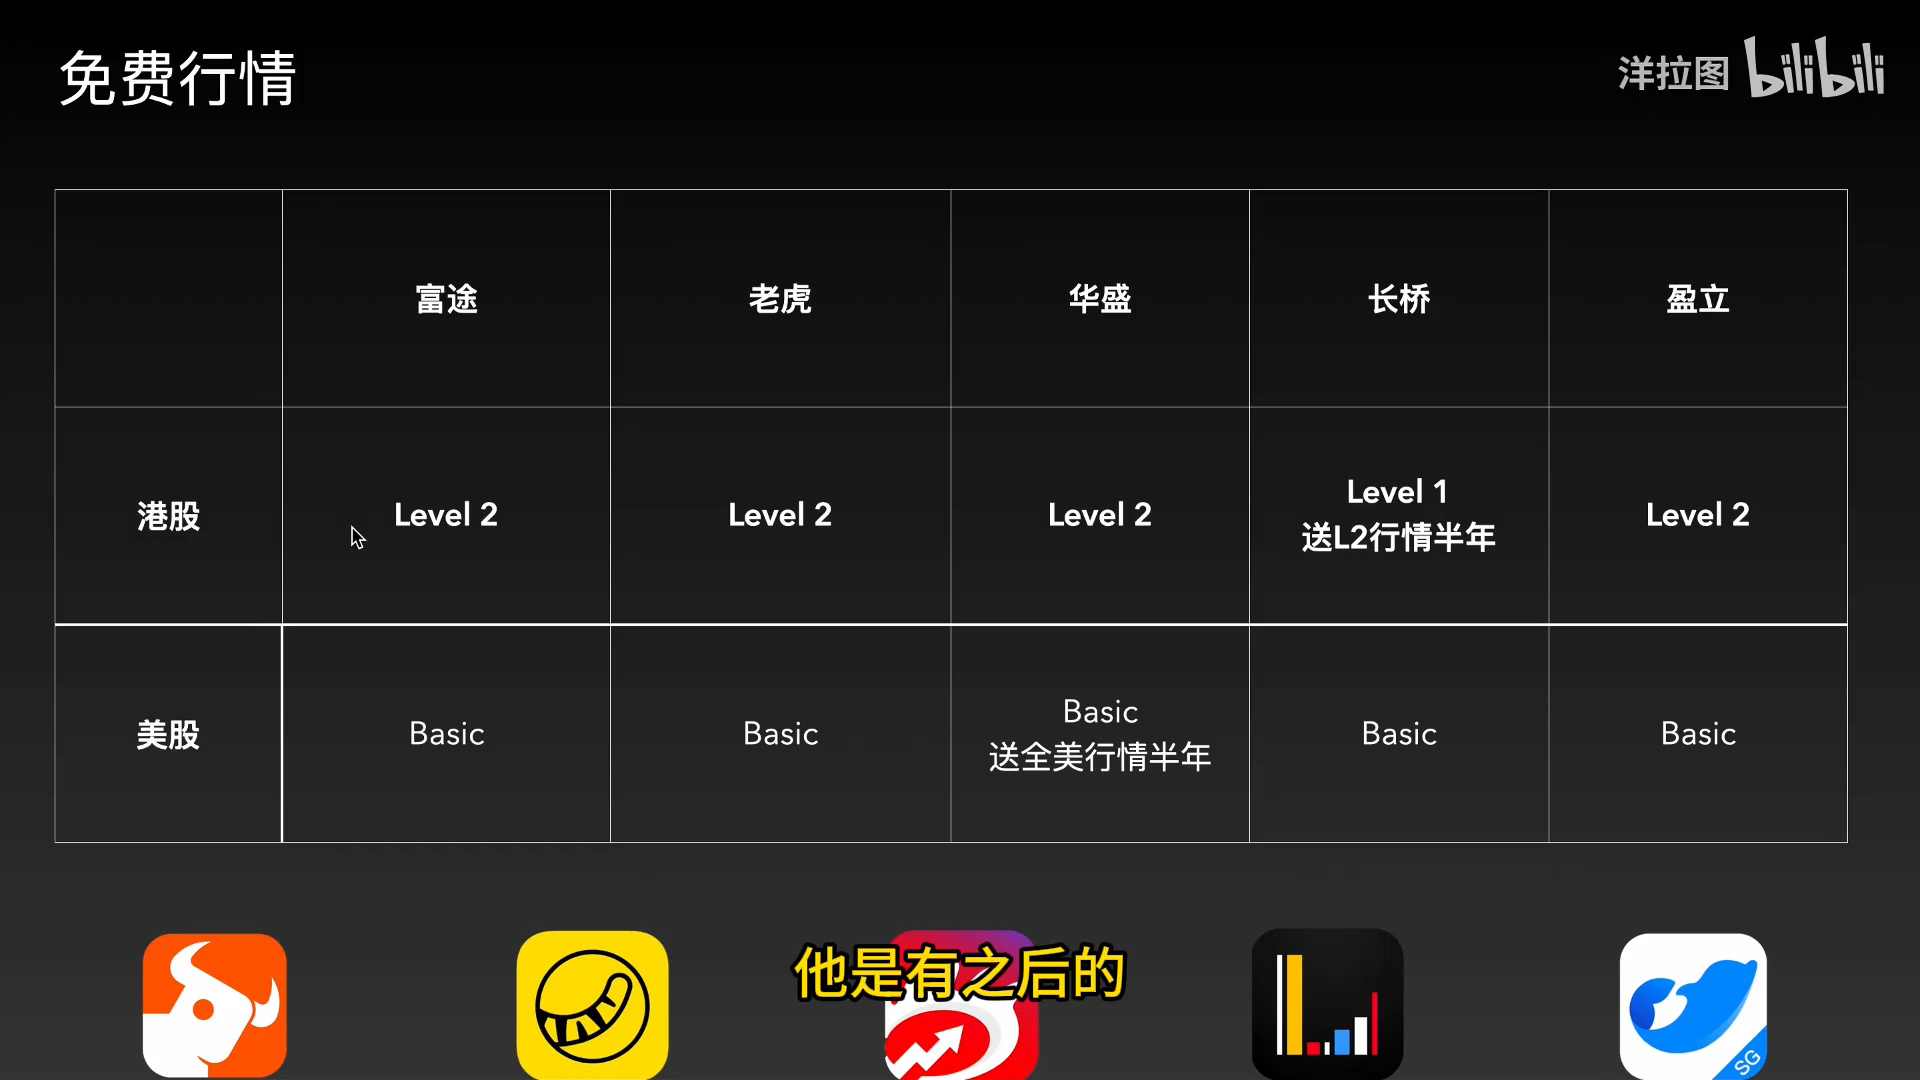 免费行情
洋拉图 bilibili
富途 老虎 华盛 长桥 盈立
港股 Level 2 Level 2 Level 2 Level 1 送L2行情半年 Level 2
美股 Basic Basic Basic 送全美行情半年 Basic Basic
他是有之后的
SG